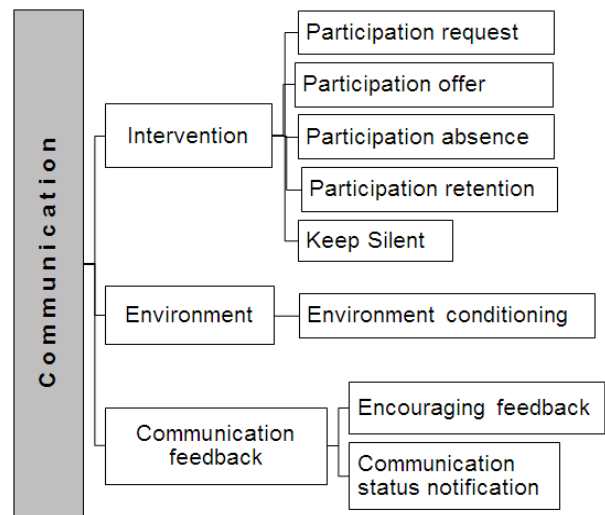 Communication
Intervention
Participation request
Participation offer
Participation absence
Participation retention
Keep Silent
Environment
Environment conditioning
Communication
feedback
Encouraging feedback
Communication
status notification